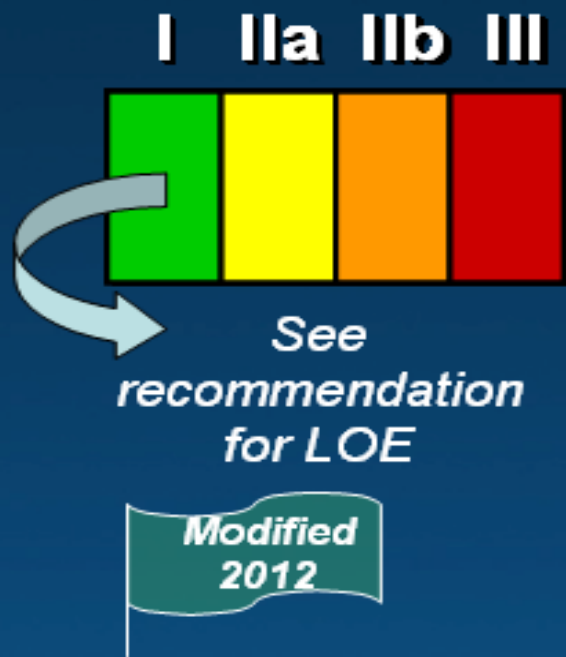 I IIa IIb III
See
recommendation
for LOE
Modified
2012